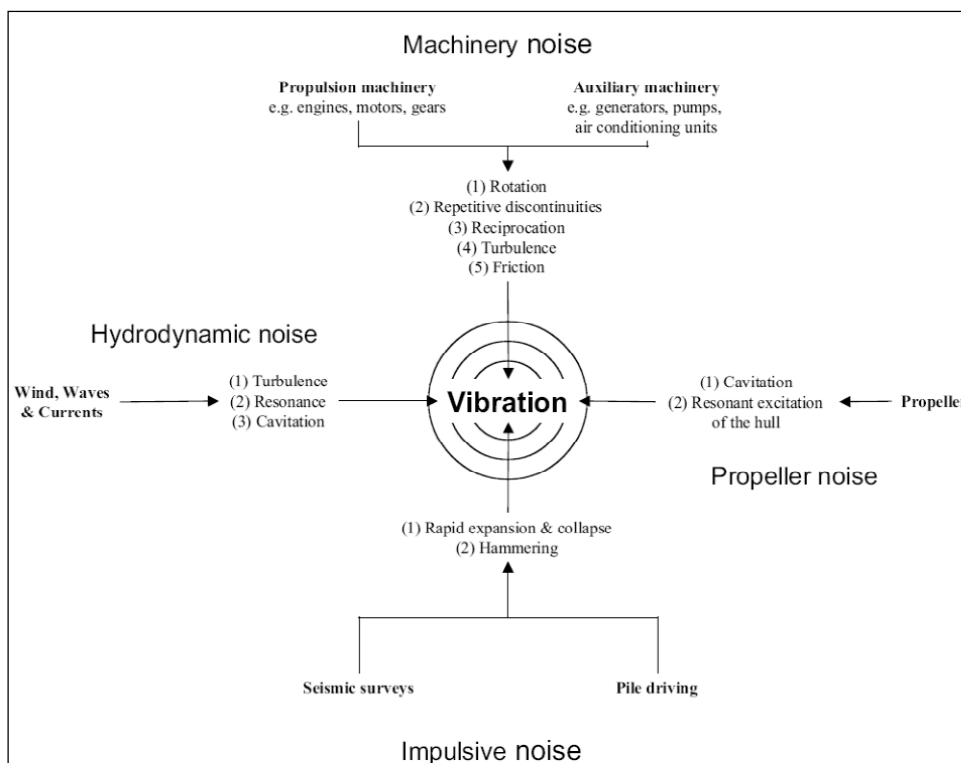 Machinery noise
Propulsion machinery
e.g. engines, motors, gears
Auxiliary machinery
e.g. generators, pumps,
air conditioning units
(1) Rotation
(2) Repetitive discontinuities
(3) Reciprocation
(4) Turbulence
(5) Friction
Hydrodynamic noise
Wind, Waves
& Currents
(1) Turbulence
(2) Resonance
(3) Cavitation
Vibration
(1) Cavitation
(2) Resonant excitation
of the hull
Propeller
Propeller noise
(1) Rapid expansion & collapse
(2) Hammering
Seismic surveys
Pile driving
Impulsive noise